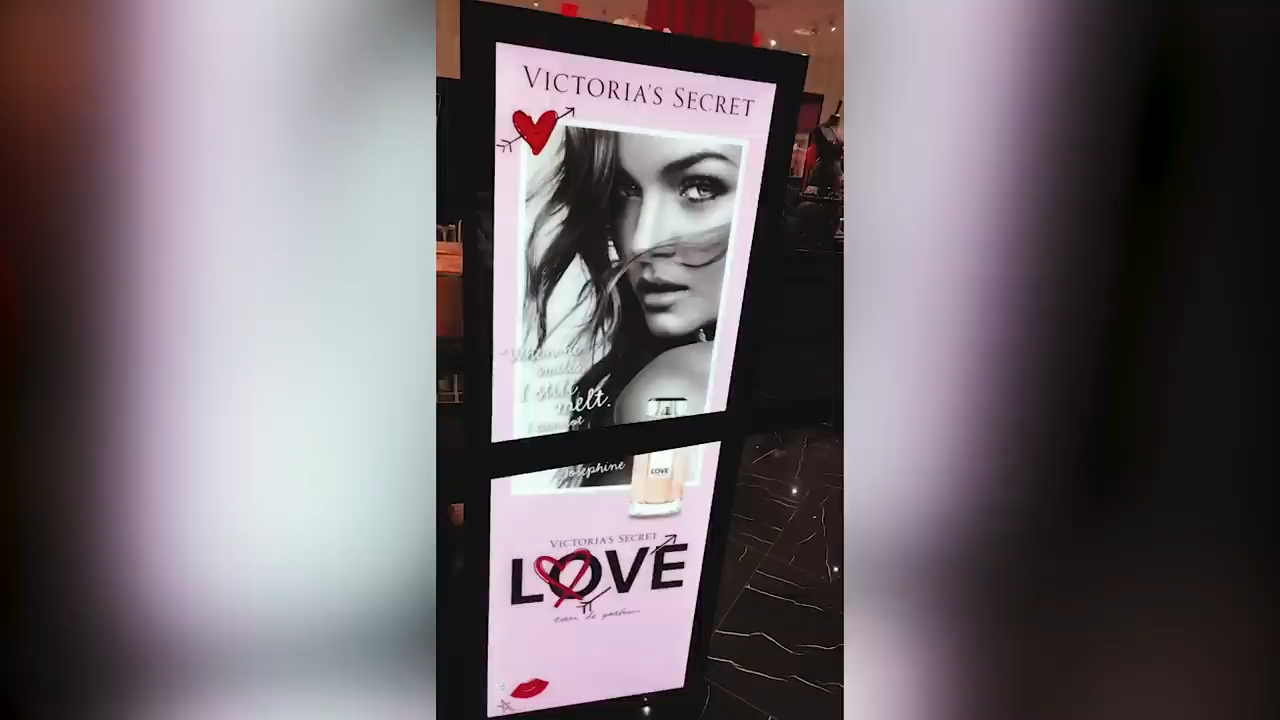 VICTORIA'S SECRET
"When he
smiles,
I still
melt.
Josephine
LOVE
VICTORIA'S SECRET
LOVE
eau de parfum